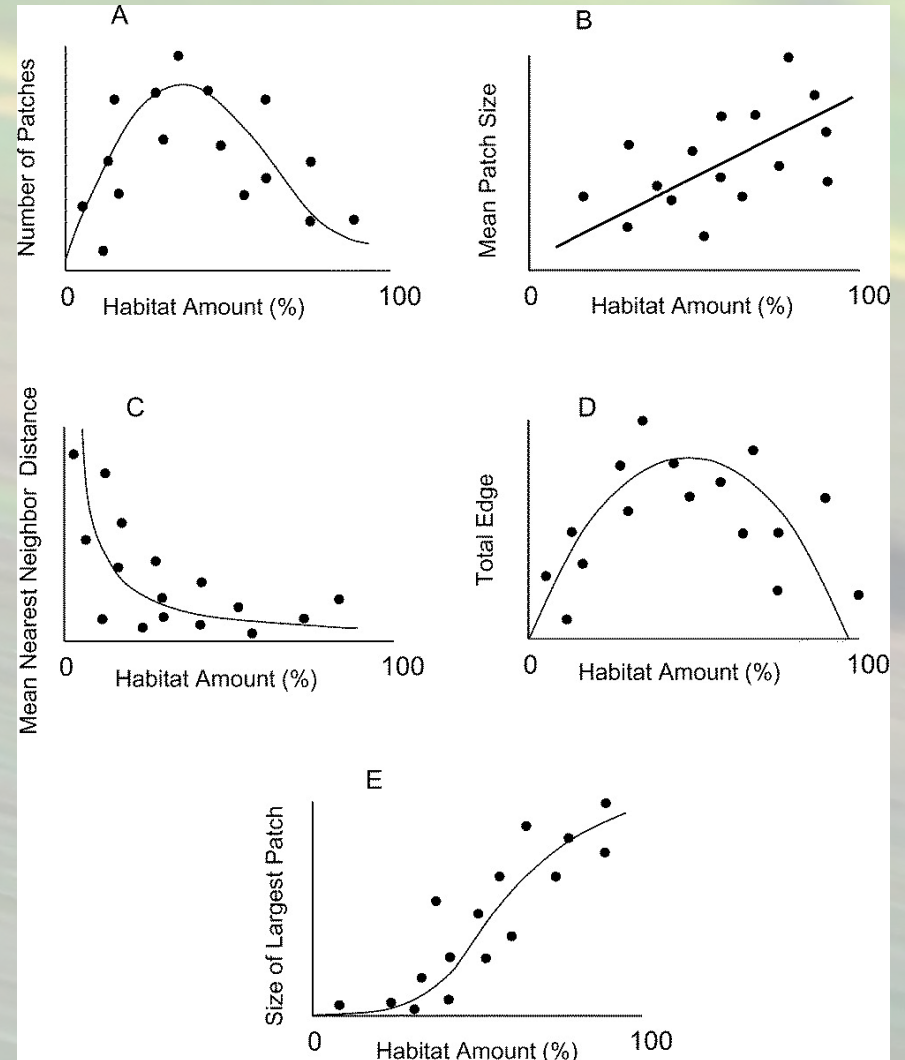 A
Number of Patches
0
100
Habitat Amount (%)
B
Mean Patch Size
0
100
Habitat Amount (%)
C
Mean Nearest Neighbor Distance
0
100
Habitat Amount (%)
D
Total Edge
0
100
Habitat Amount (%)
E
Size of Largest Patch
0
100
Habitat Amount (%)